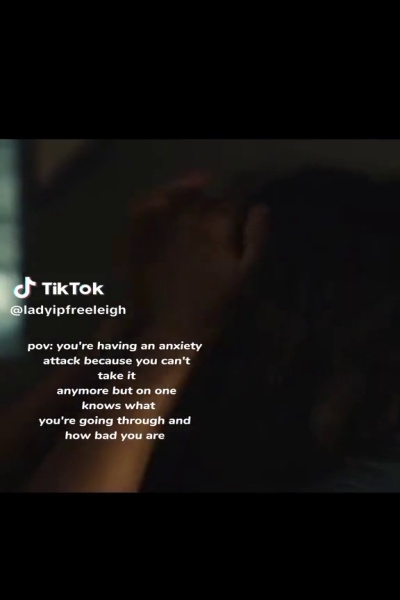 TikTok
@ladyipfreeleigh
pov: you're having an anxiety
attack because you can't
take it
anymore but on one
knows what
you're going through and
how bad you are